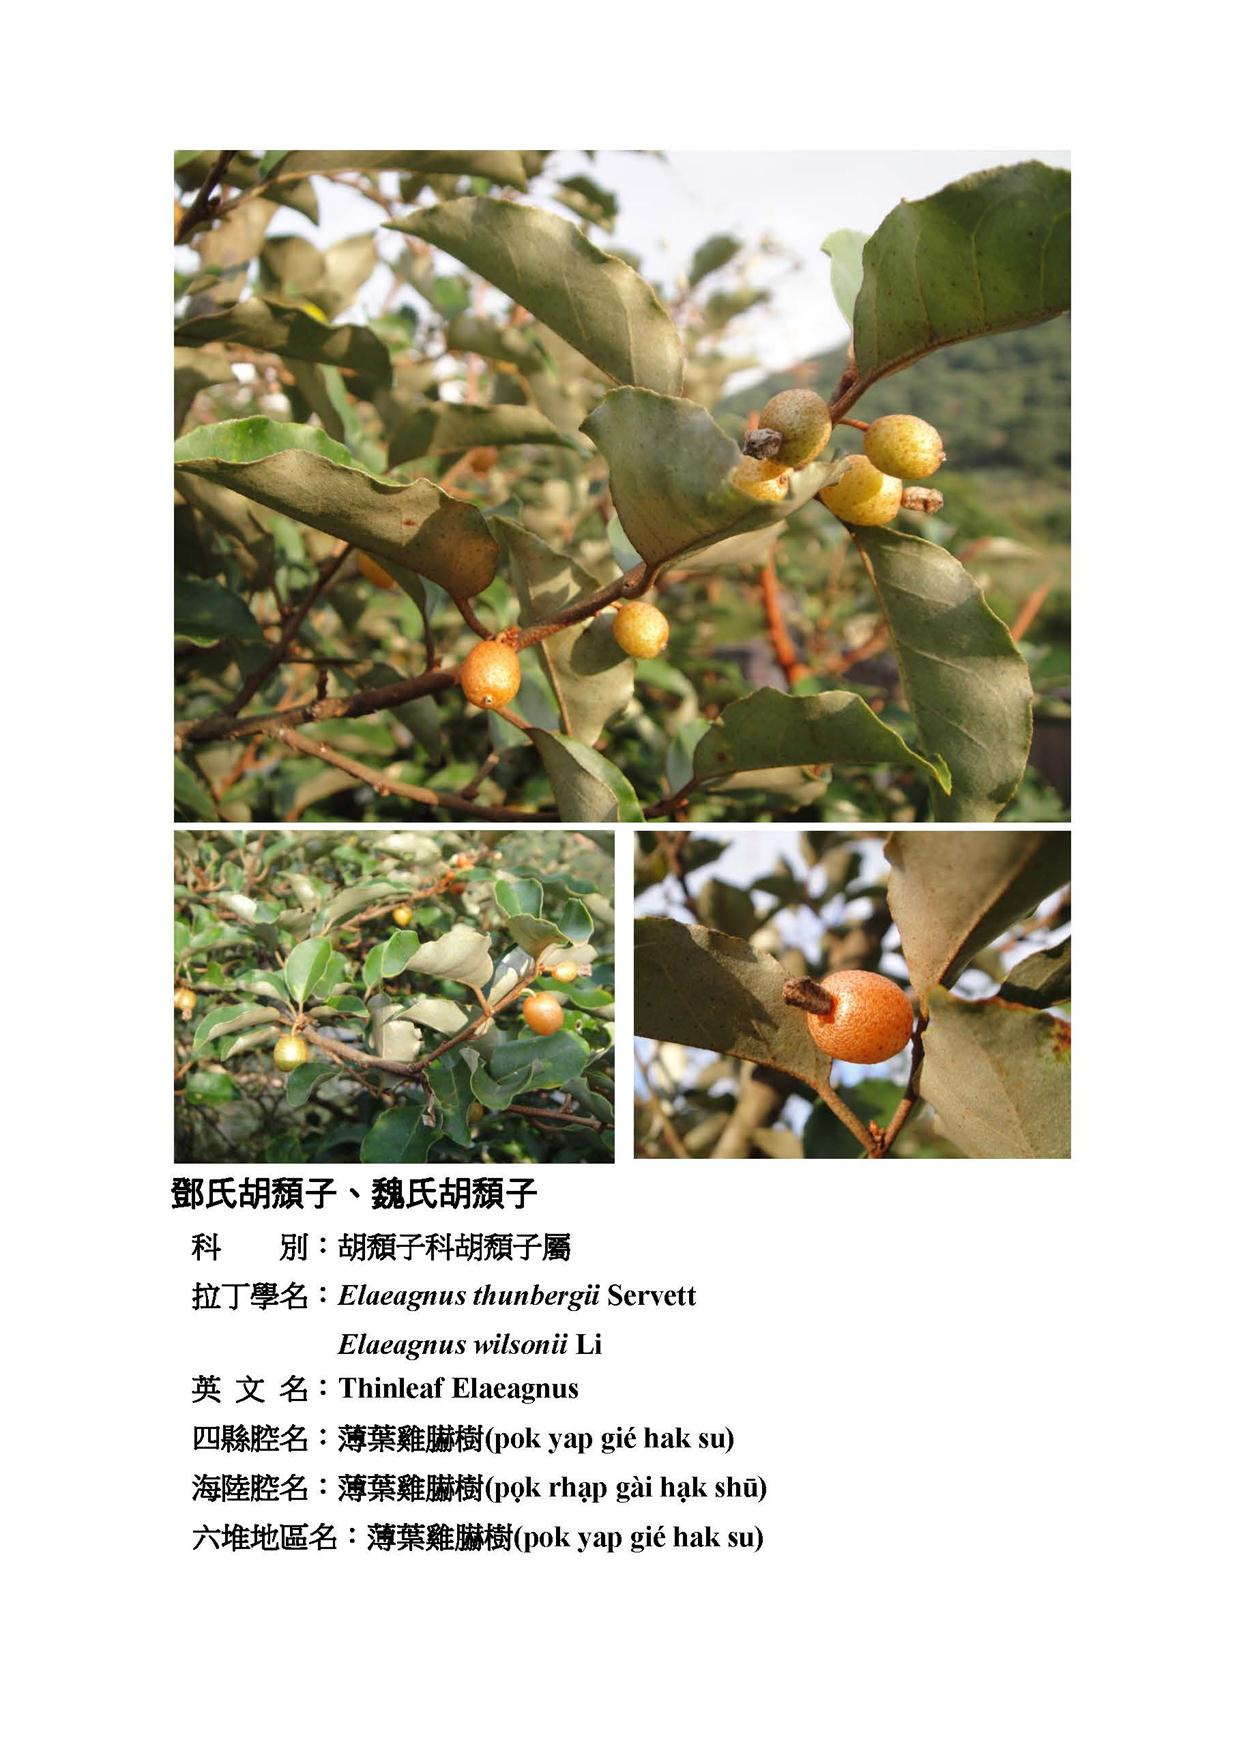 鄧氏胡頹子、魏氏胡頹子
科　　別：胡頹子科胡頹子屬
拉丁學名：Elaeagnus thunbergii Servett
Elaeagnus wilsonii Li
英 文 名：Thinleaf Elaeagnus
四縣腔名：薄葉雞膁樹(pok yap gié hak su)
海陸腔名：薄葉雞膁樹(pọk rhạp gài hạk shū)
六堆地區名：薄葉雞膁樹(pok yap gié hak su)